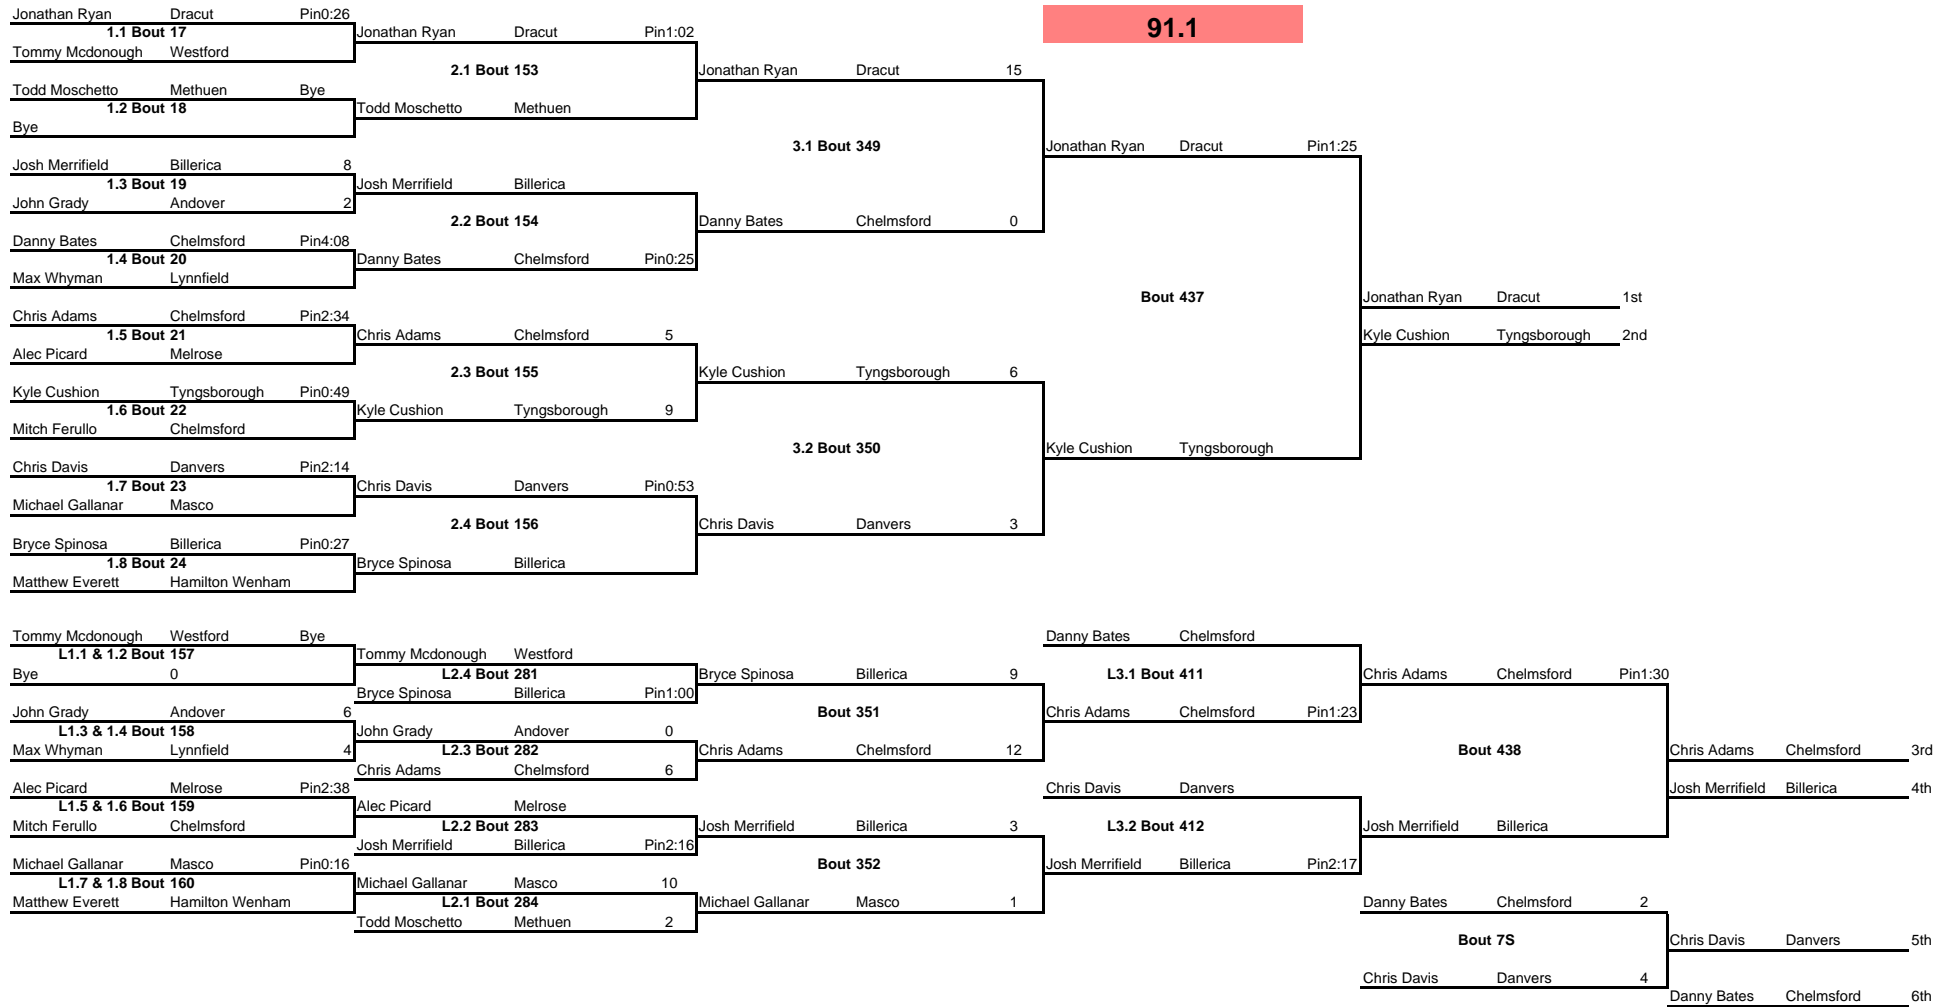 Jonathan Ryan Dracut Pin0:26
1.1 Bout 17 Jonathan Ryan Dracut Pin1:02 91.1
Tommy Mcdonough Westford
2.1 Bout 153 Jonathan Ryan Dracut 15
Todd Moschetto Methuen Bye
1.2 Bout 18 Todd Moschetto Methuen
Bye
3.1 Bout 349 Jonathan Ryan Dracut Pin1:25
Josh Merrifield Billerica 8
1.3 Bout 19 Josh Merrifield Billerica
John Grady Andover 2
2.2 Bout 154 Danny Bates Chelmsford 0
Danny Bates Chelmsford Pin4:08
1.4 Bout 20 Danny Bates Chelmsford Pin0:25
Max Whyman Lynnfield
Bout 437 Jonathan Ryan Dracut 1st
Chris Adams Chelmsford Pin2:34
1.5 Bout 21 Chris Adams Chelmsford 5 Kyle Cushion Tyngsborough 2nd
Alec Picard Melrose
2.3 Bout 155 Kyle Cushion Tyngsborough 6
Kyle Cushion Tyngsborough Pin0:49
1.6 Bout 22 Kyle Cushion Tyngsborough 9
Mitch Ferullo Chelmsford
3.2 Bout 350 Kyle Cushion Tyngsborough
Chris Davis Danvers Pin2:14
1.7 Bout 23 Chris Davis Danvers Pin0:53
Michael Gallanar Masco
2.4 Bout 156 Chris Davis Danvers 3
Bryce Spinosa Billerica Pin0:27
1.8 Bout 24 Bryce Spinosa Billerica
Matthew Everett Hamilton Wenham
Tommy Mcdonough Westford Bye Danny Bates Chelmsford
L1.1 & 1.2 Bout 157 Tommy Mcdonough Westford
Bye 0 L2.4 Bout 281 Bryce Spinosa Billerica 9 L3.1 Bout 411 Chris Adams Chelmsford Pin1:30
Bryce Spinosa Billerica Pin1:00
John Grady Andover 6 Bout 351 Chris Adams Chelmsford Pin1:23
L1.3 & 1.4 Bout 158 John Grady Andover 0
Max Whyman Lynnfield 4 L2.3 Bout 282 Chris Adams Chelmsford 12 Bout 438 Chris Adams Chelmsford 3rd
Chris Adams Chelmsford 6
Alec Picard Melrose Pin2:38 Chris Davis Danvers Josh Merrifield Billerica 4th
L1.5 & 1.6 Bout 159 Alec Picard Melrose
Mitch Ferullo Chelmsford L2.2 Bout 283 Josh Merrifield Billerica 3 L3.2 Bout 412 Josh Merrifield Billerica
Josh Merrifield Billerica Pin2:16
Michael Gallanar Masco Pin0:16 Bout 352 Josh Merrifield Billerica Pin2:17
L1.7 & 1.8 Bout 160 Michael Gallanar Masco 10
Matthew Everett Hamilton Wenham L2.1 Bout 284 Michael Gallanar Masco 1 Danny Bates Chelmsford 2
Todd Moschetto Methuen 2
Bout 7S Chris Davis Danvers 5th
Chris Davis Danvers 4
Danny Bates Chelmsford 6th